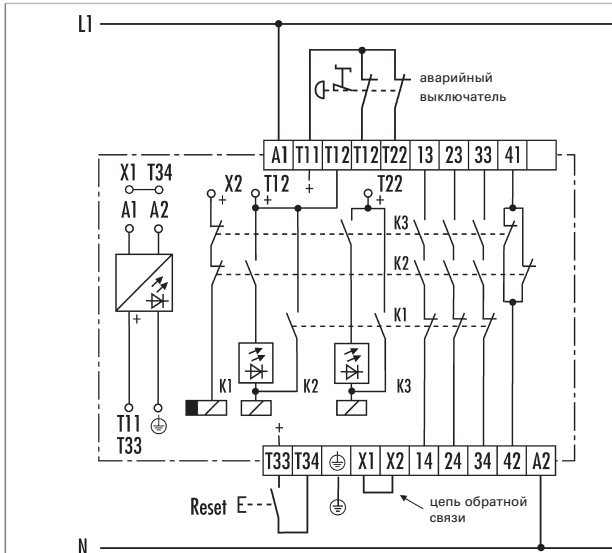 L1
аварийный
выключатель
A1 T11 T12 T12 T22 13 23 33 41
+
X1 T34
X2 T12 T22
+ + +
A1 A2
K3
K2
K1
+
K1 K2 K3
T11
T33
+
T33 T34 X1 X2 14 24 34 42 A2
Reset E
цепь обратной
связи
N